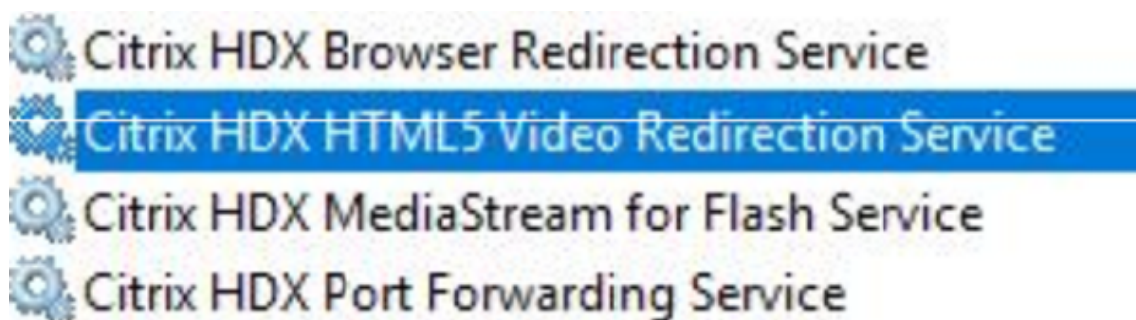 Citrix HDX Browser Redirection Service
Citrix HDX HTML5 Video Redirection Service
Citrix HDX MediaStream for Flash Service
Citrix HDX Port Forwarding Service